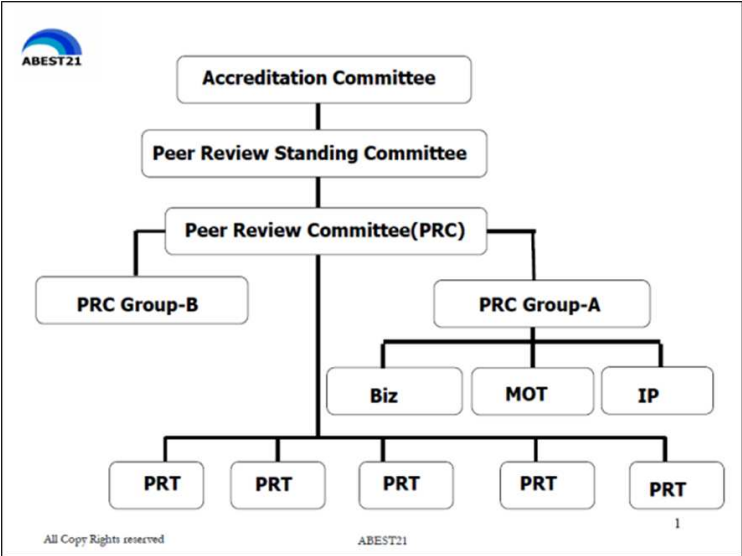 ABEST21
Accreditation Committee
Peer Review Standing Committee
Peer Review Committee(PRC)
PRC Group-B
PRC Group-A
Biz
MOT
IP
PRT
PRT
PRT
PRT
PRT
1
All Copy Rights reserved
ABEST21